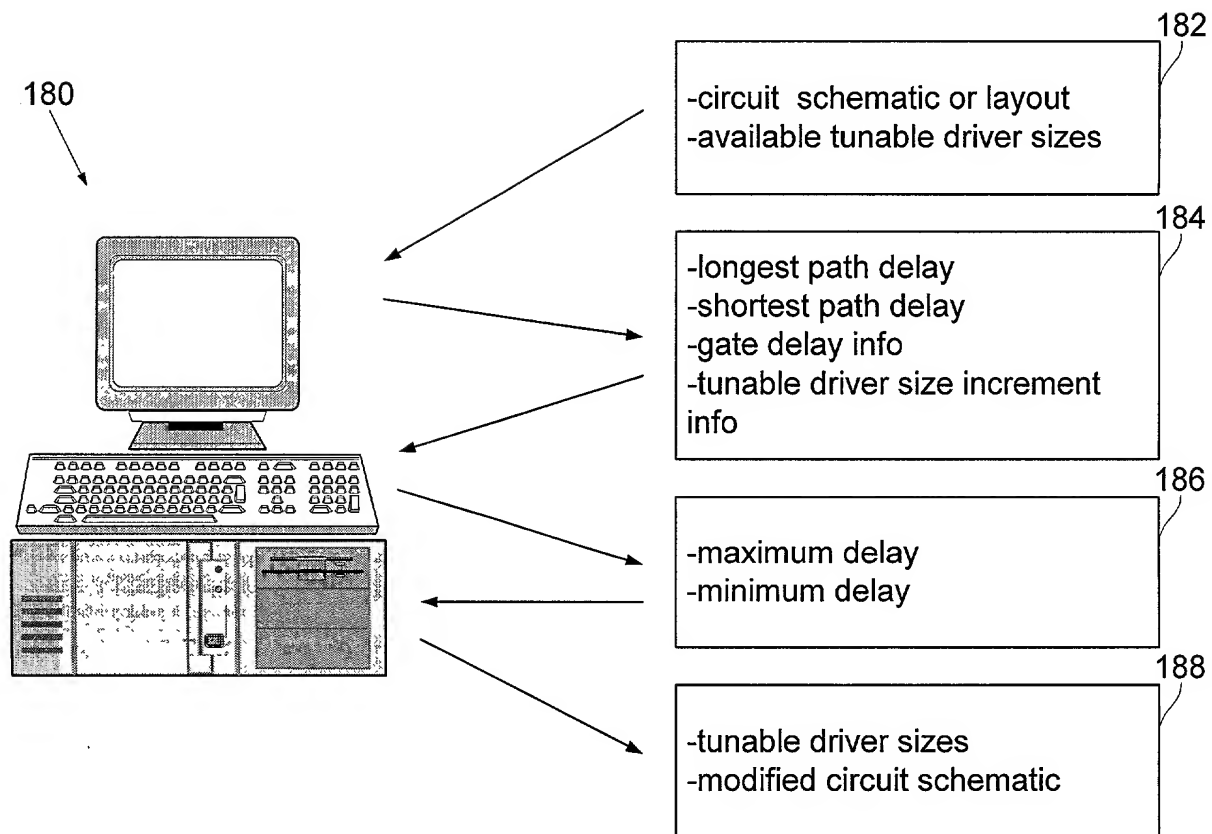 182
180
-circuit schematic or layout
-available tunable driver sizes
184
-longest path delay
-shortest path delay
-gate delay info
-tunable driver size increment
info
186
-maximum delay
-minimum delay
188
-tunable driver sizes
-modified circuit schematic